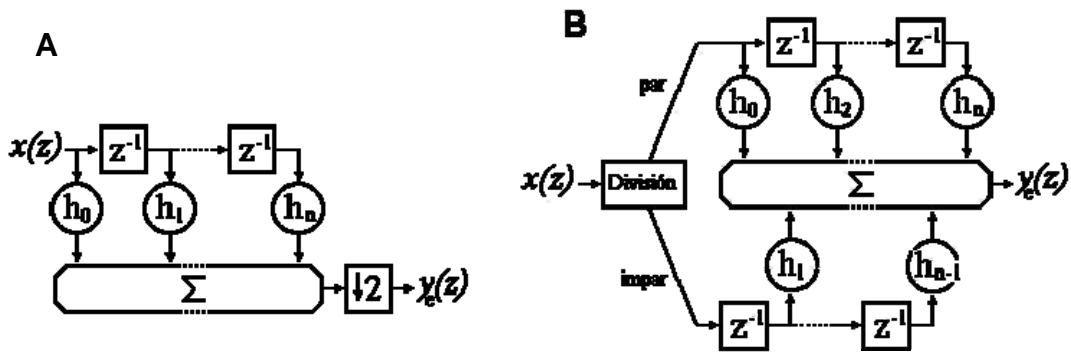 A
x(z)
z⁻¹
z⁻¹
h₀
h₁
hₙ
Σ
↓2
yₑ(z)
B
par
z⁻¹
z⁻¹
h₀
h₂
hₙ
x(z)
División
Σ
yₑ(z)
impar
h₁
hₙ₋₁
z⁻¹
z⁻¹